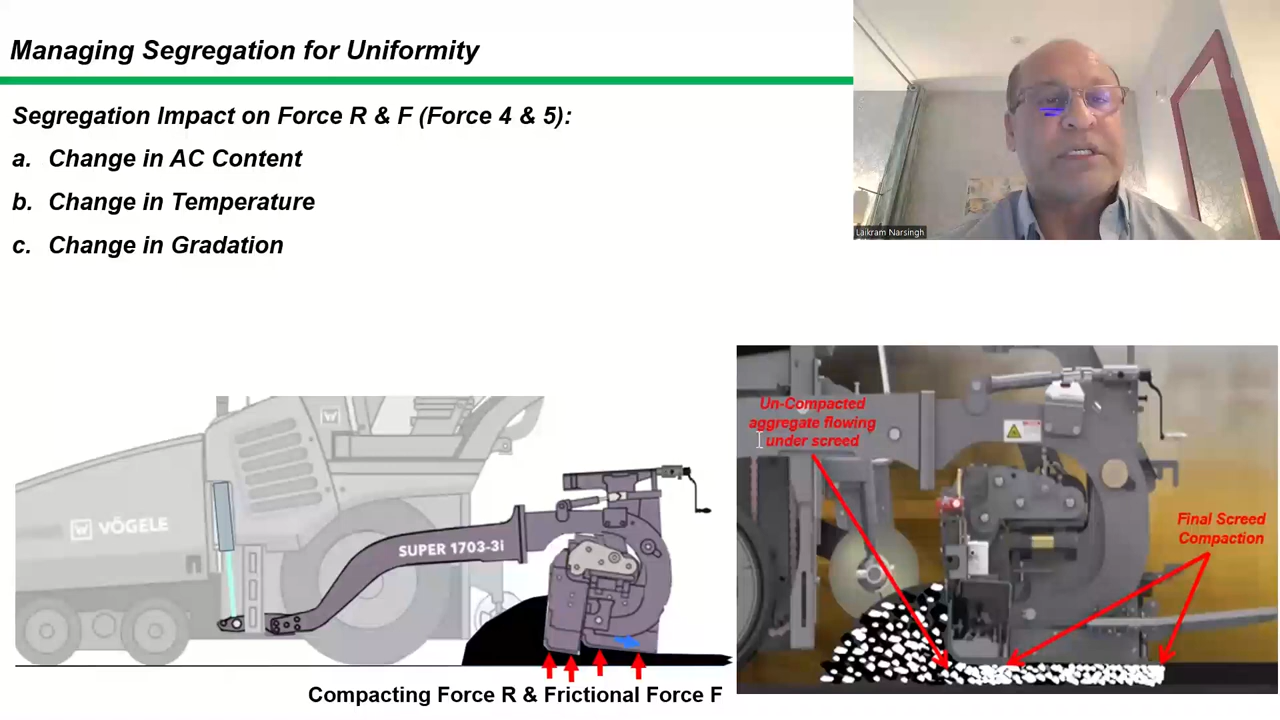 Managing Segregation for Uniformity
Segregation Impact on Force R & F (Force 4 & 5):
a. Change in AC Content
b. Change in Temperature
c. Change in Gradation
Laikram Narsingh
VÖGELE
SUPER 1703-3i
Compacting Force R & Frictional Force F
Un-Compacted
aggregate flowing
under screed
Final Screed
Compaction